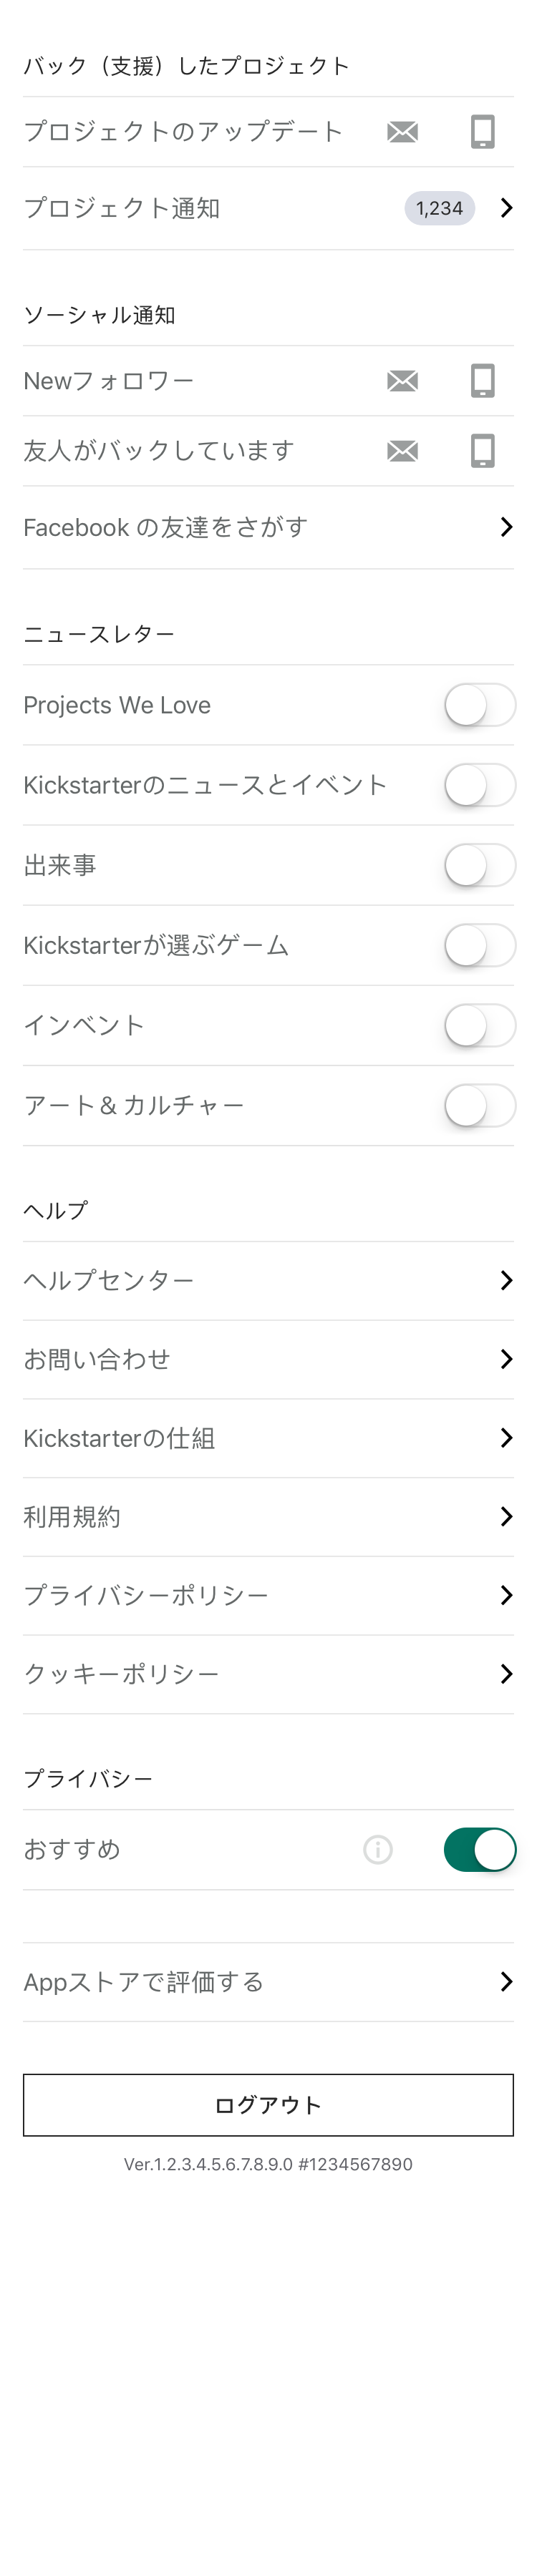 バック（支援）したプロジェクト
プロジェクトのアップデート
プロジェクト通知 1,234
ソーシャル通知
Newフォロワー
友人がバックしています
Facebook の友達をさがす
ニュースレター
Projects We Love
Kickstarterのニュースとイベント
出来事
Kickstarterが選ぶゲーム
インベント
アート＆カルチャー
ヘルプ
ヘルプセンター
お問い合わせ
Kickstarterの仕組
利用規約
プライバシーポリシー
クッキーポリシー
プライバシー
おすすめ
Appストアで評価する
ログアウト
Ver.1.2.3.4.5.6.7.8.9.0 #1234567890